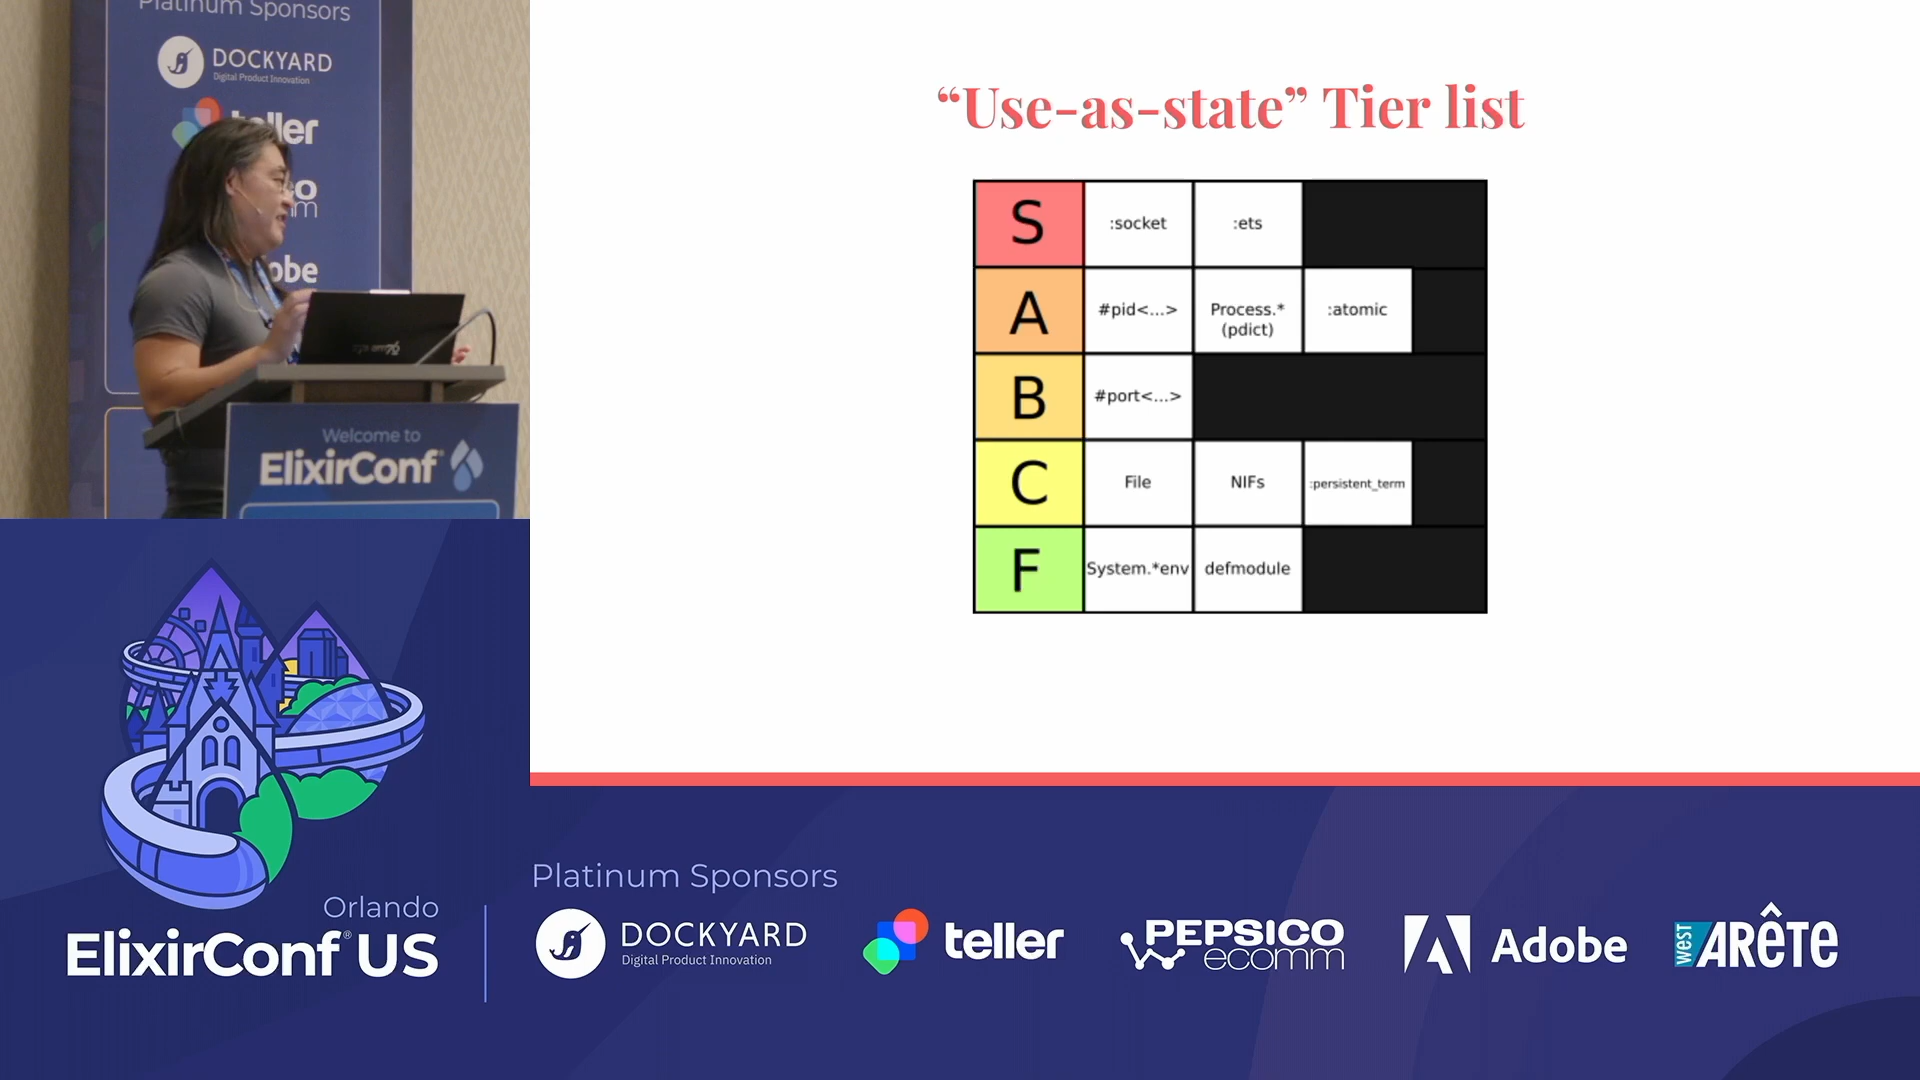 Platinum Sponsors
DOCKYARD
Digital Product Innovation
teller
Welcome to
ElixirConf®
“Use-as-state” Tier list
S :socket :ets
A #pid<...> Process.* (pdict) :atomic
B #port<...>
C File NIFs :persistent_term
F System.*env defmodule
Orlando
ElixirConf® US
Platinum Sponsors
DOCKYARD
Digital Product Innovation
teller
PEPSICO
ecomm
Adobe
west ARÊTE